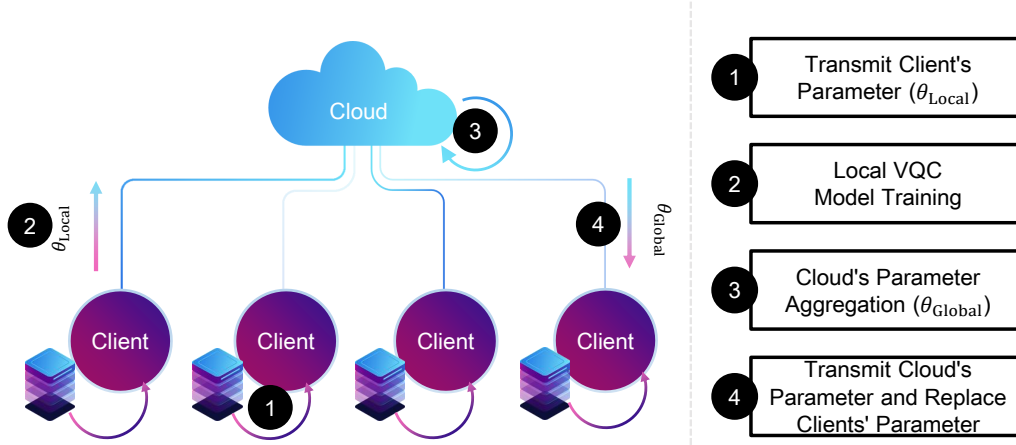 Cloud
3
2
θLocal
4
θGlobal
Client
Client
Client
Client
1
1
Transmit Client's
Parameter (θLocal)
2
Local VQC
Model Training
3
Cloud's Parameter
Aggregation (θGlobal)
4
Transmit Cloud's
Parameter and Replace
Clients' Parameter